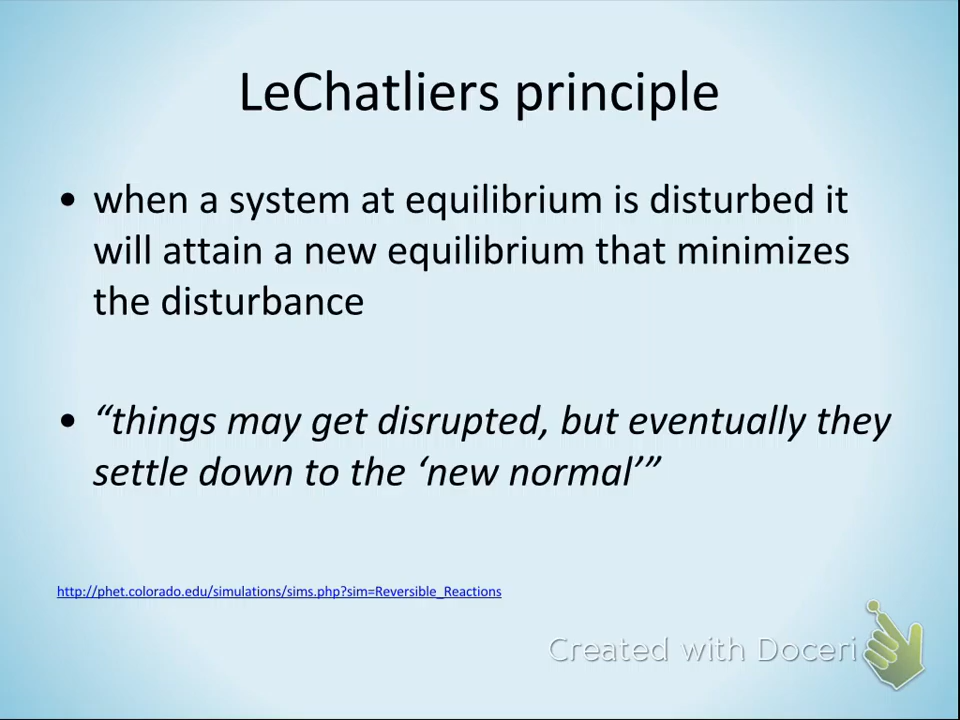 LeChatliers principle
• when a system at equilibrium is disturbed it
will attain a new equilibrium that minimizes
the disturbance
• “things may get disrupted, but eventually they
settle down to the ‘new normal’”
http://phet.colorado.edu/simulations/sims.php?sim=Reversible_Reactions
Created with Doceri